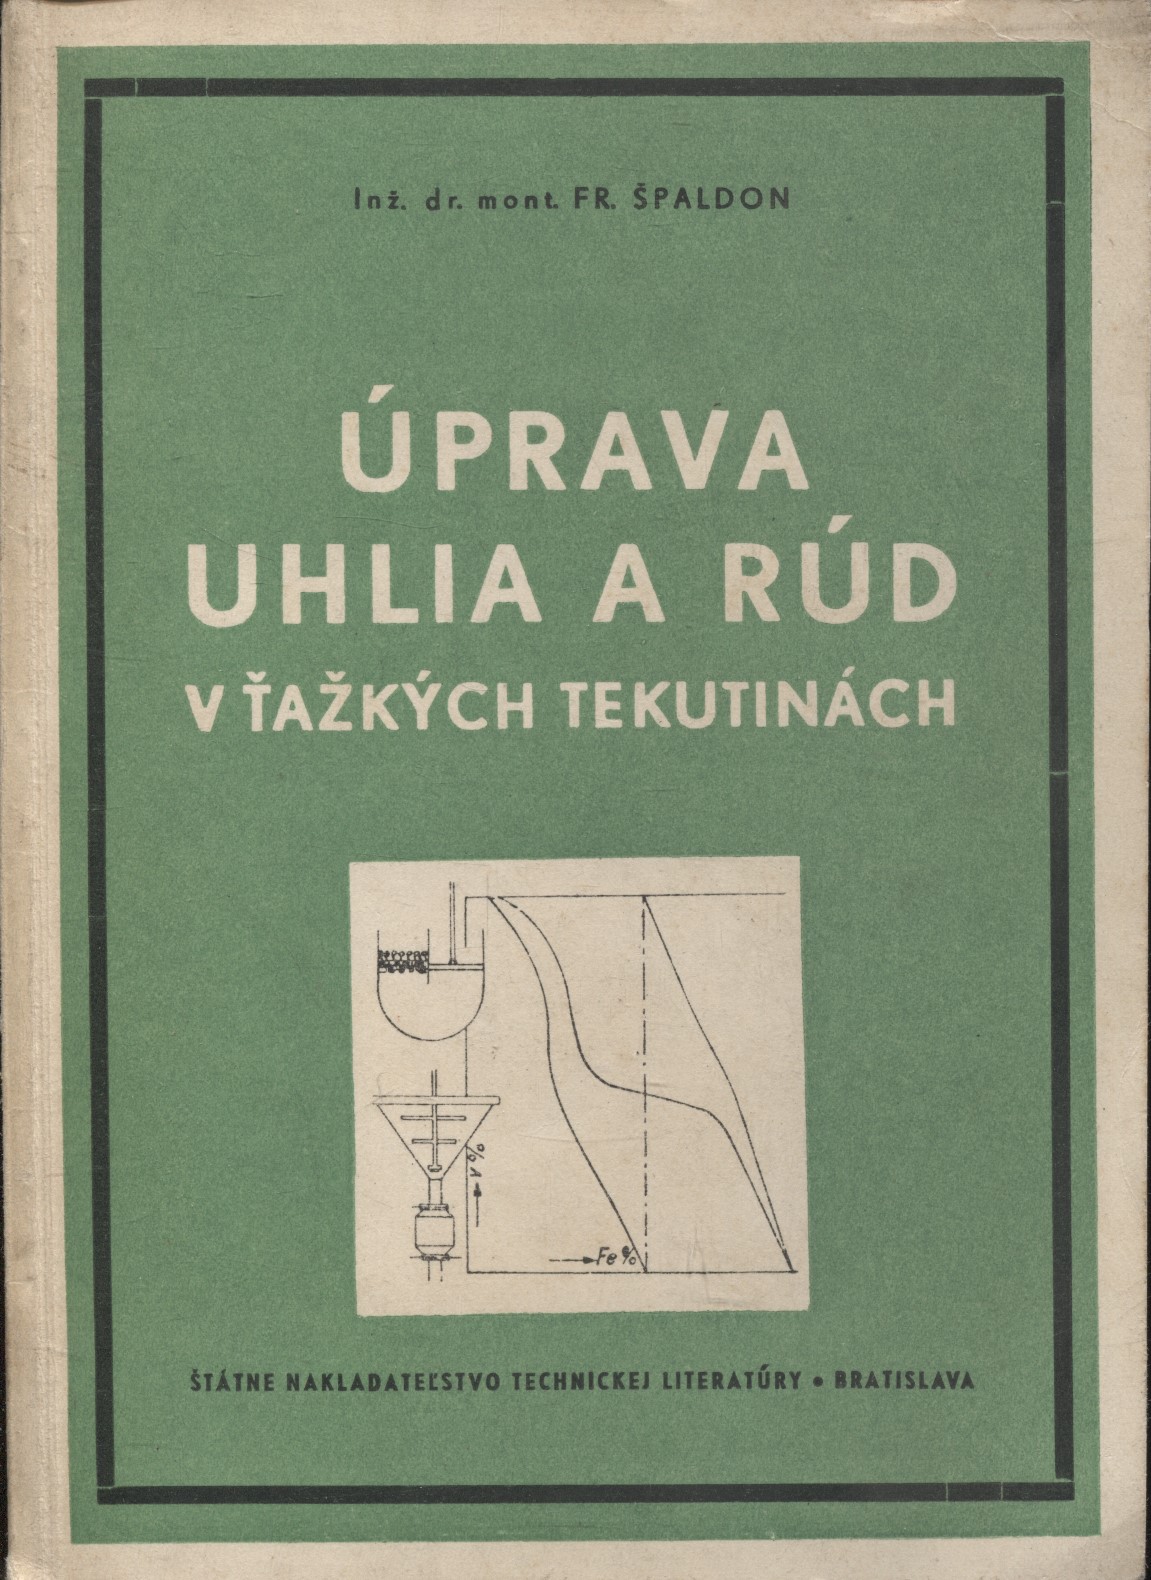 Inž. dr. mont. FR. ŠPALDON
ÚPRAVA
UHLIA A RÚD
V ŤAŽKÝCH TEKUTINÁCH
% v
Fe %
ŠTÁTNE NAKLADATEĽSTVO TECHNICKEJ LITERATÚRY • BRATISLAVA